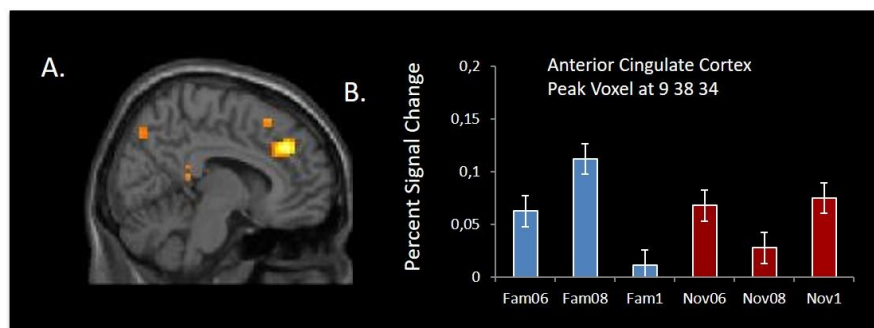 A.
B.
Anterior Cingulate Cortex
Peak Voxel at 9 38 34
Percent Signal Change
0,2
0,15
0,1
0,05
0
Fam06 Fam08 Fam1 Nov06 Nov08 Nov1